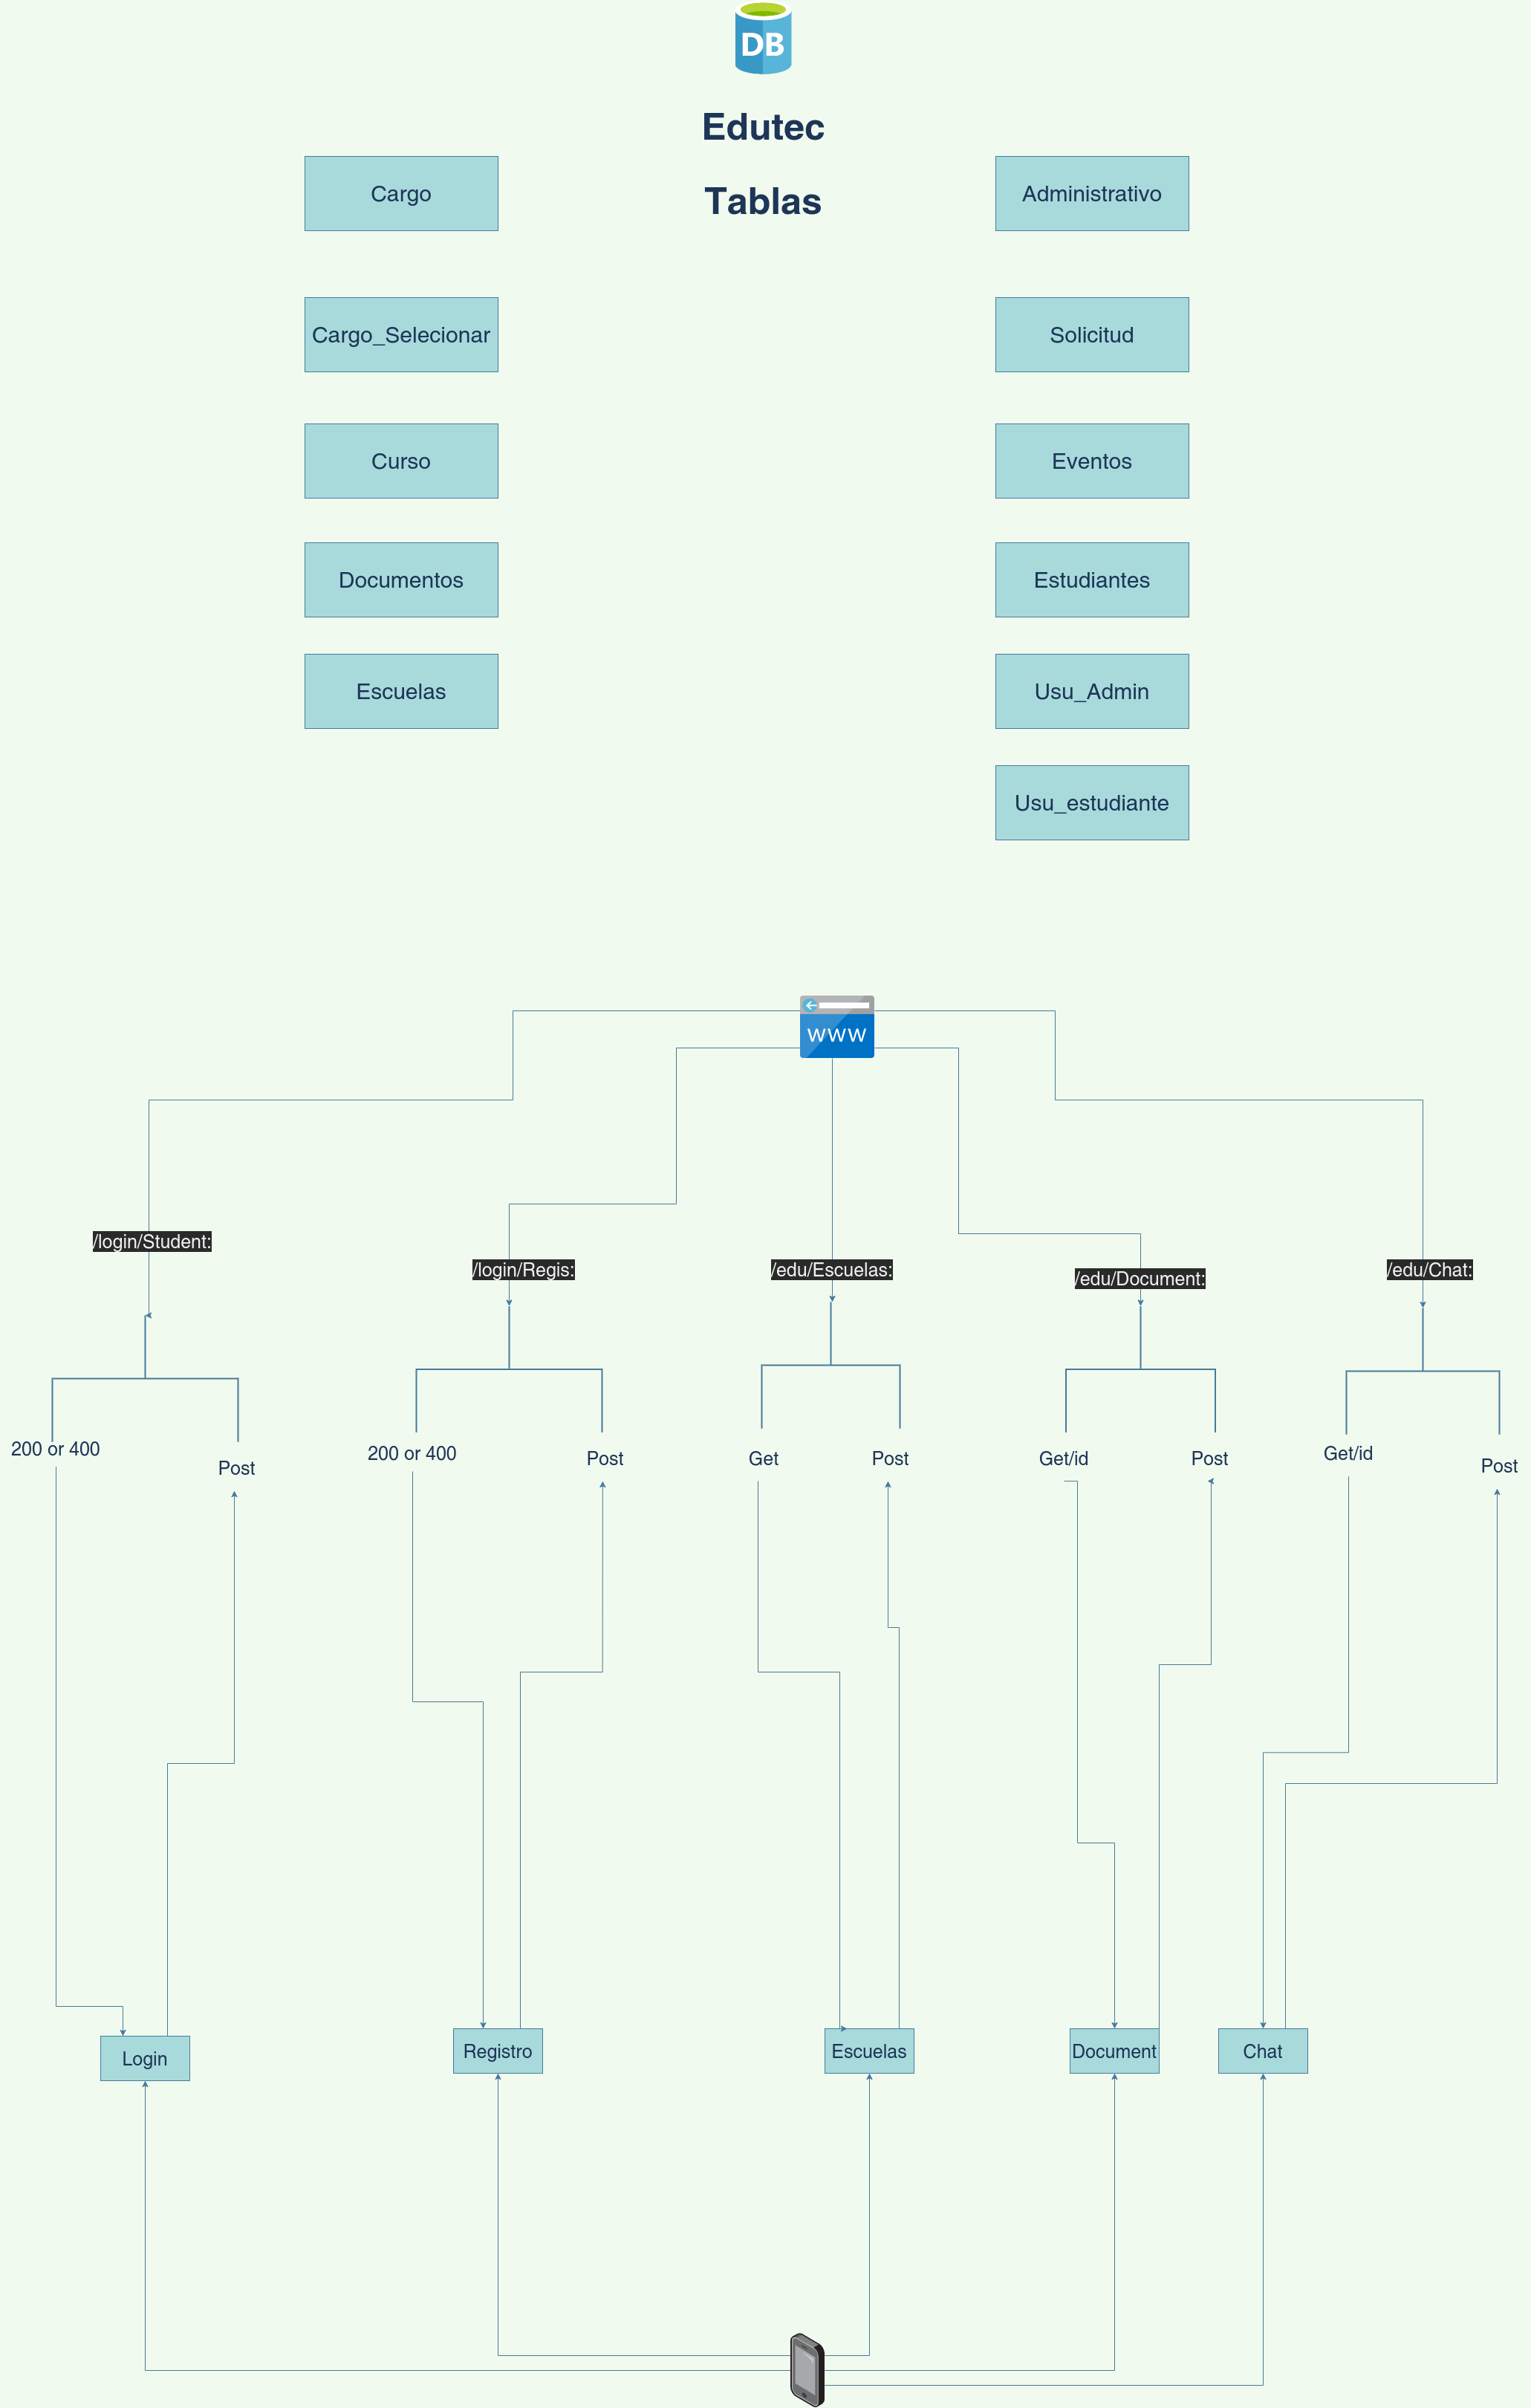 DB
Edutec
Tablas
Cargo
Administrativo
Cargo_Selecionar
Solicitud
Curso
Eventos
Documentos
Estudiantes
Escuelas
Usu_Admin
Usu_estudiante
www
/login/Student:
/login/Regis:
/edu/Escuelas:
/edu/Document:
/edu/Chat:
200 or 400
Post
200 or 400
Post
Get
Post
Get/id
Post
Get/id
Post
Login
Registro
Escuelas
Document
Chat